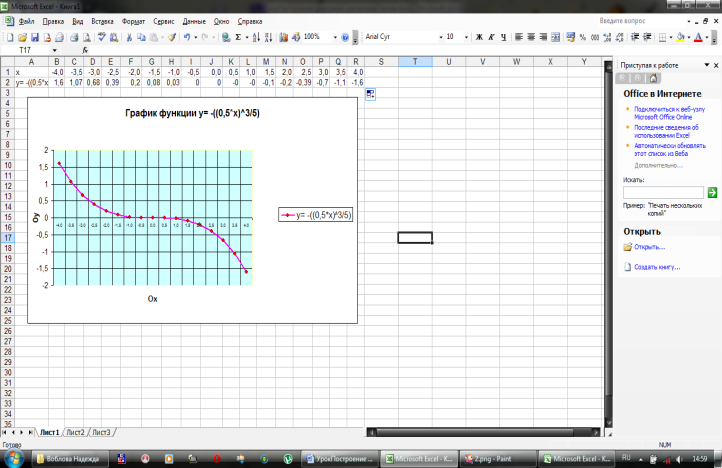 Microsoft Excel - Книга1
Файл Правка Вид Вставка Формат Сервис Данные Окно Справка
Введите вопрос
100%
Arial Cyr 10
T17 fx
A B C D E F G H I J K L M N O P Q R S T U V W X
1 x -4,0 -3,5 -3,0 -2,5 -2,0 -1,5 -1,0 -0,5 0,0 0,5 1,0 1,5 2,0 2,5 3,0 3,5 4,0
2 y= -((0,5*x 1,6 1,07 0,68 0,39 0,2 0,08 0,03 0 0 -0 -0 -0,1 -0,2 -0,39 -0,7 -1,1 -1,6
3
4
5
6
7
8
9
10
11
12
13
14
15
16
17
18
19
20
21
22
23
24
25
26
27
28
29
30
31
32
33
34
35
График функции y= -((0,5*x)^3/5)
2
1,5
1
0,5
0
-0,5
-1
-1,5
-2
-4,0 -3,5 -3,0 -2,5 -2,0 -1,5 -1,0 -0,5 0,0 0,5 1,0 1,5 2,0 2,5 3,0 3,5 4,0
Oy
Ox
y= -((0,5*x)^3/5)
Приступая к работе
Office в Интернете
Подключиться к веб-узлу
Microsoft Office Online
Последние сведения об
использовании Excel
Автоматически обновлять
этот список из Веба
Дополнительно...
Искать:
Пример: "Печать нескольких
копий"
Открыть
Открыть...
Создать книгу...
Лист1 Лист2 Лист3
Готово
NUM
Воблова Надежда
УрокПостроение ...
Microsoft Excel - К...
2.png - Paint
Microsoft Excel - К...
RU
14:59